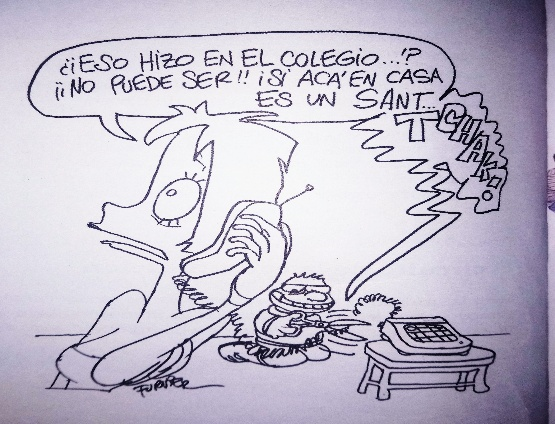 ¿¡ESO HIZO EN EL COLEGIO...!?
¡¡NO PUEDE SER!! ¡SI ACÁ EN CASA
ES UN SANT...
TCHAK!